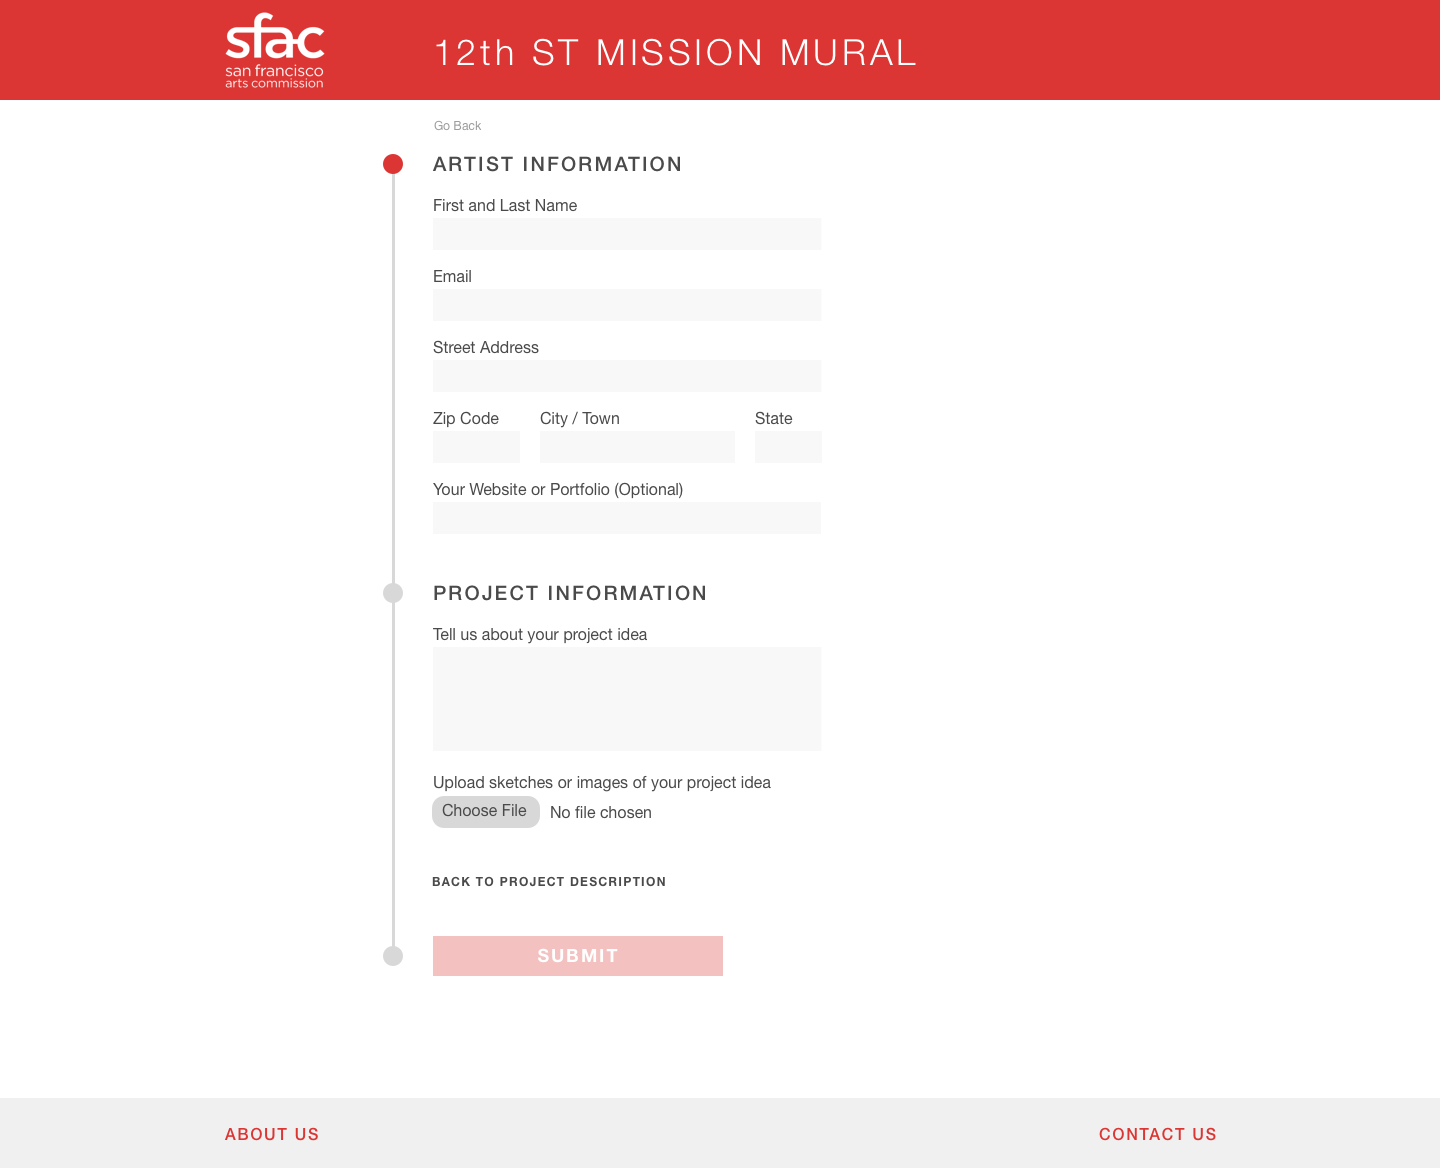 sfac
san francisco
arts commission
12th ST MISSION MURAL
Go Back
ARTIST INFORMATION
First and Last Name
Email
Street Address
Zip Code City / Town State
Your Website or Portfolio (Optional)
PROJECT INFORMATION
Tell us about your project idea
Upload sketches or images of your project idea
Choose File No file chosen
BACK TO PROJECT DESCRIPTION
SUBMIT
ABOUT US CONTACT US